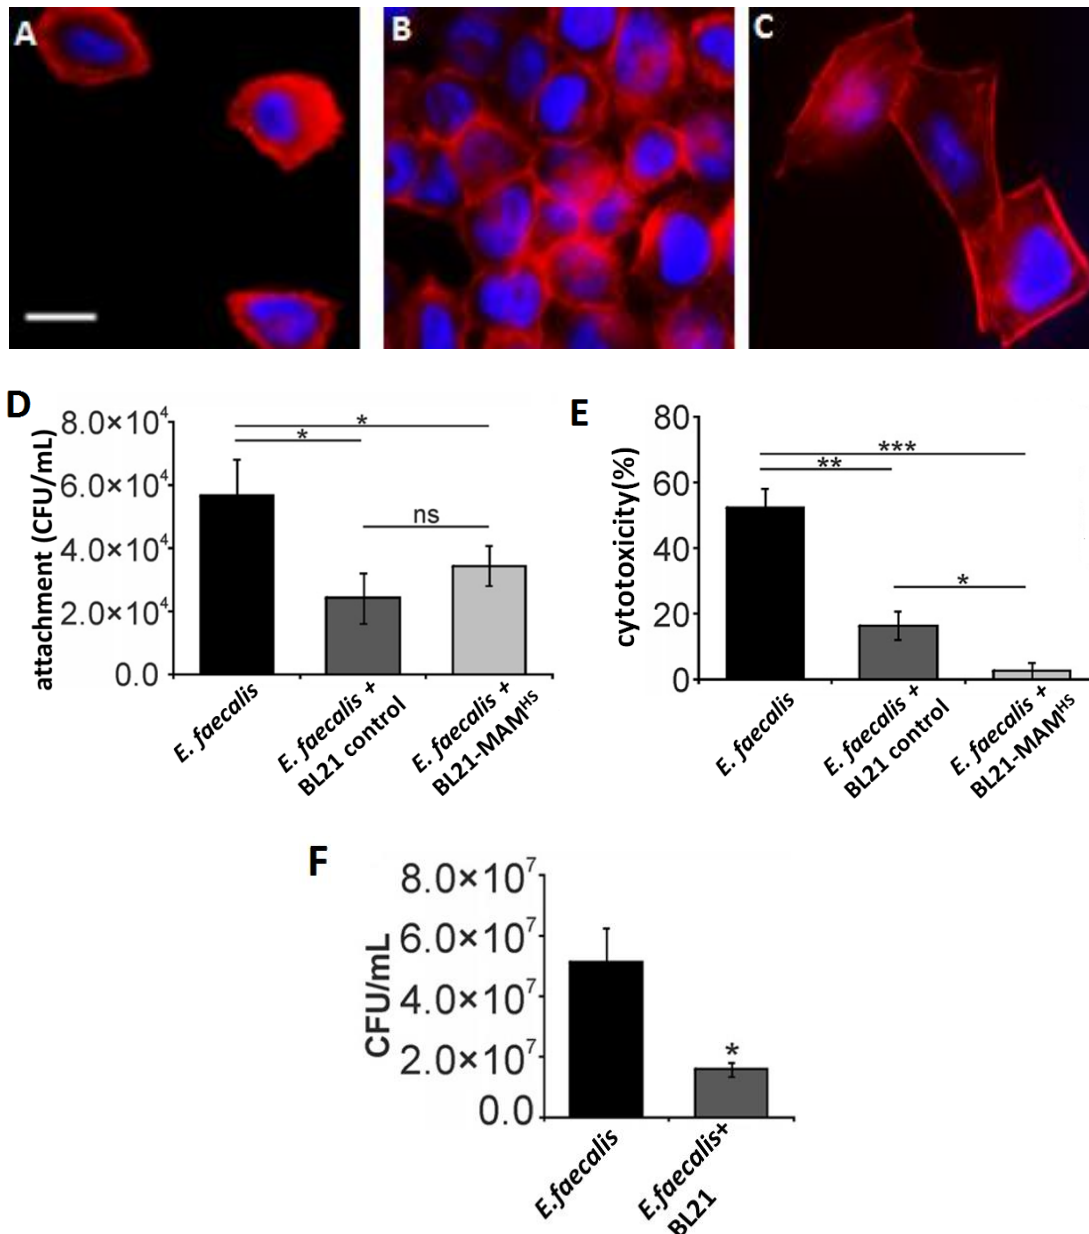 A
B
C
D
attachment (CFU/mL)
8.0×10⁴
6.0×10⁴
4.0×10⁴
2.0×10⁴
0.0
*
*
ns
E. faecalis
E. faecalis +
BL21 control
E. faecalis +
BL21-MAMᴴˢ
E
cytotoxicity(%)
80
60
40
20
0
***
**
*
E. faecalis
E. faecalis +
BL21 control
E. faecalis +
BL21-MAMᴴˢ
F
CFU/mL
8.0×10⁷
6.0×10⁷
4.0×10⁷
2.0×10⁷
0.0
*
E.faecalis
E.faecalis+
BL21